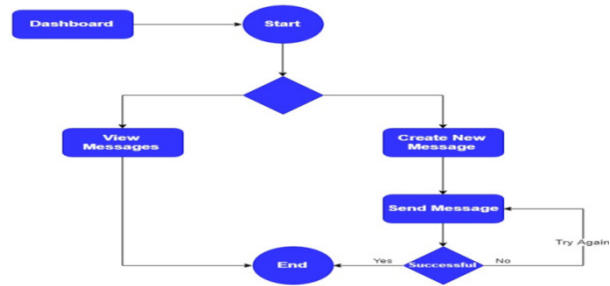 Dashboard
Start
View
Messages
Create New
Message
Send Message
Try Again
End
Yes
Successful
No